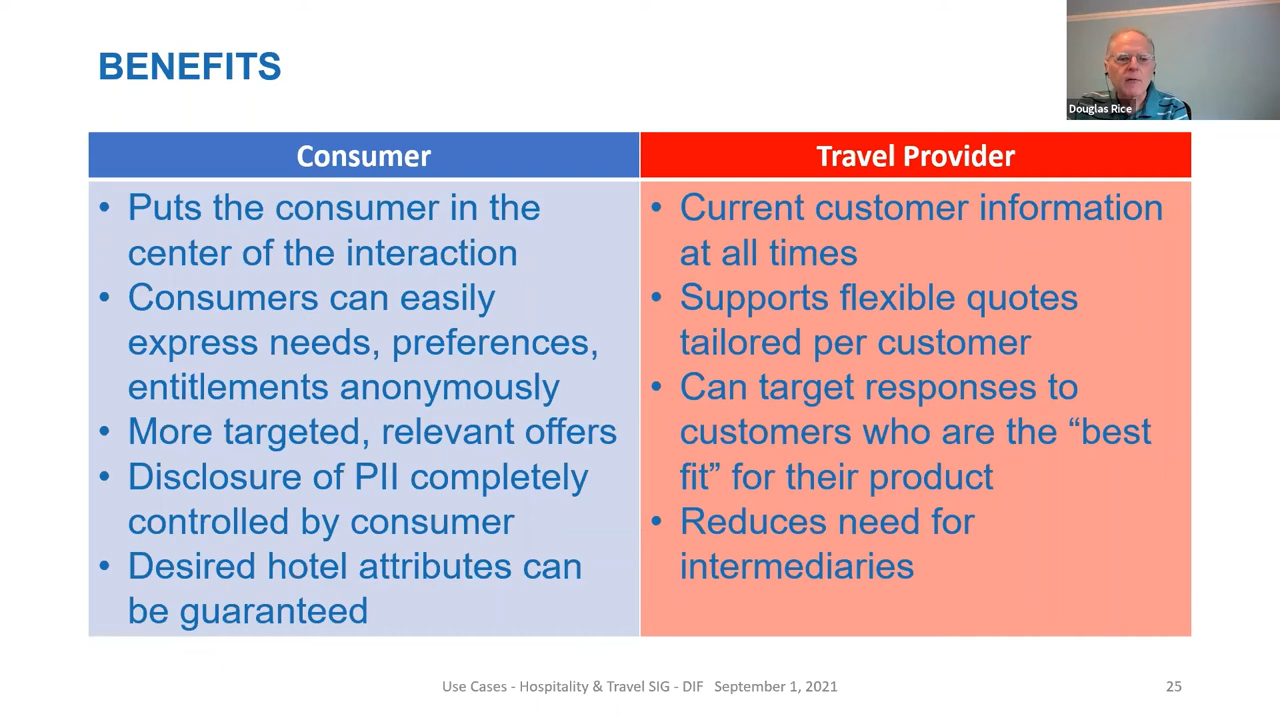 BENEFITS
Douglas Rice
Consumer
• Puts the consumer in the
center of the interaction
• Consumers can easily
express needs, preferences,
entitlements anonymously
• More targeted, relevant offers
• Disclosure of PII completely
controlled by consumer
• Desired hotel attributes can
be guaranteed
Travel Provider
• Current customer information
at all times
• Supports flexible quotes
tailored per customer
• Can target responses to
customers who are the “best
fit” for their product
• Reduces need for
intermediaries
Use Cases - Hospitality & Travel SIG - DIF September 1, 2021
25